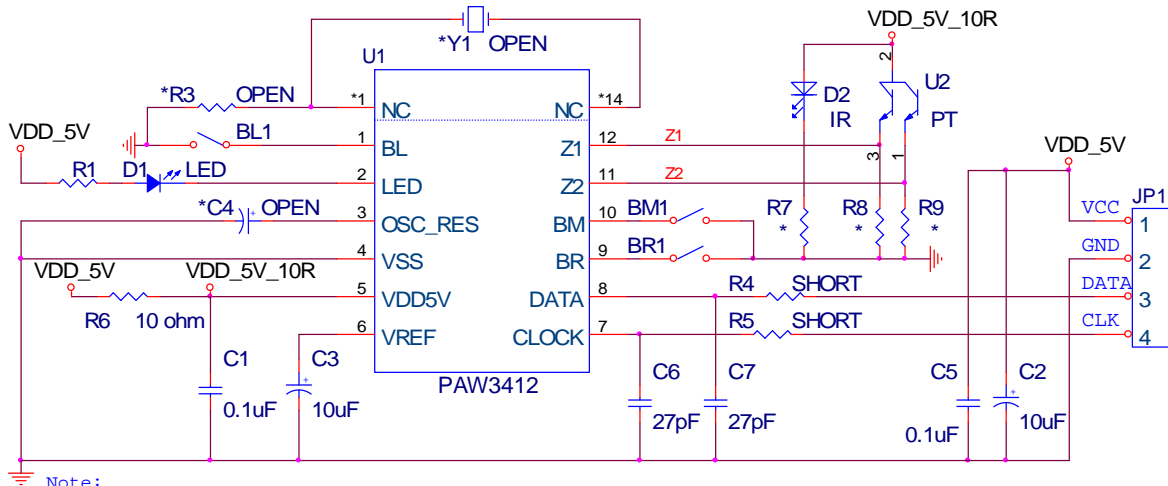 *Y1 OPEN
VDD_5V_10R
U1
2
*R3 OPEN
*1 NC
NC *14
D2
IR
U2
PT
VDD_5V
BL1
1 BL
Z1 12
Z1
3
1
R1 D1 LED
2 LED
Z2 11
Z2
VDD_5V
JP1
*C4 OPEN
3 OSC_RES
BM 10
BM1
R7
*
R8
*
R9
*
VCC
1
4 VSS
BR 9
BR1
GND
2
VDD_5V
VDD_5V_10R
R6 10 ohm
5 VDD5V
DATA 8
R4 SHORT
DATA
3
6 VREF
CLOCK 7
R5 SHORT
CLK
4
C1
0.1uF
C3
10uF
PAW3412
C6
27pF
C7
27pF
C5
0.1uF
C2
10uF
Note: